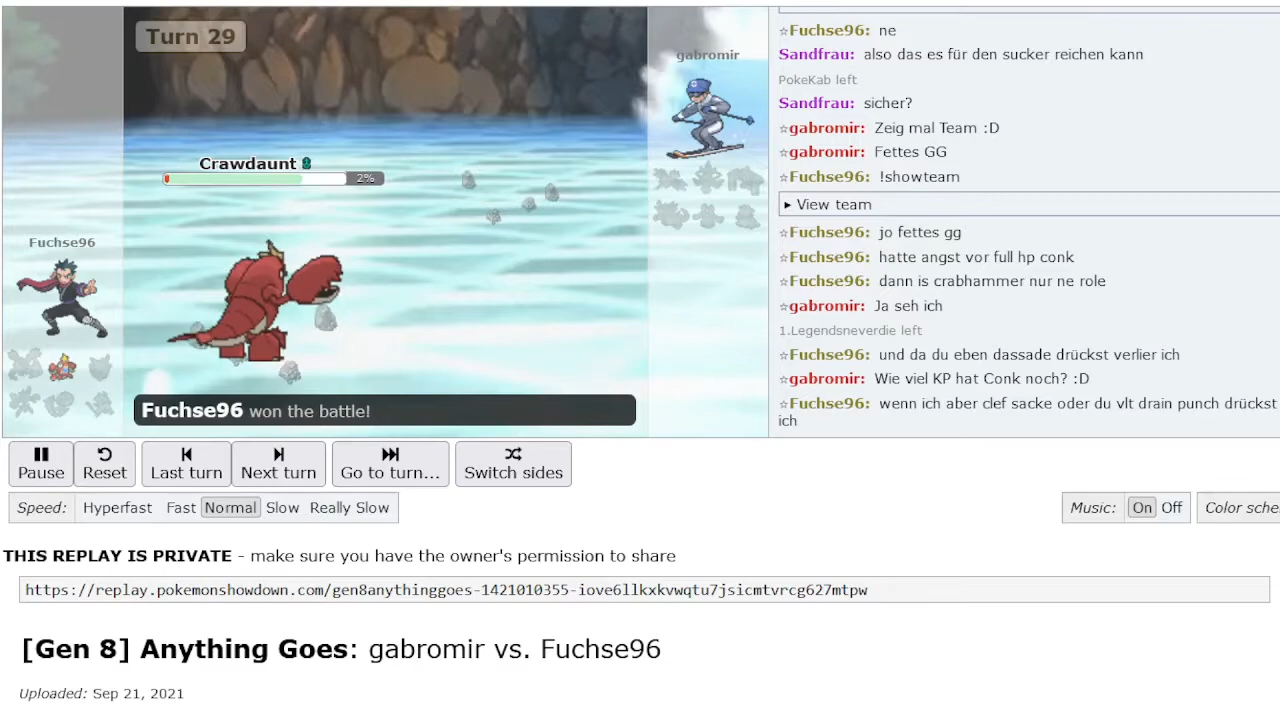 Turn 29
gabromir
Crawdaunt
2%
Fuchse96
Fuchse96 won the battle!
☆Fuchse96: ne
Sandfrau: also das es für den sucker reichen kann
PokeKab left
Sandfrau: sicher?
☆gabromir: Zeig mal Team :D
☆gabromir: Fettes GG
☆Fuchse96: !showteam
▸ View team
☆Fuchse96: jo fettes gg
☆Fuchse96: hatte angst vor full hp conk
☆Fuchse96: dann is crabhammer nur ne role
☆gabromir: Ja seh ich
1.Legendsneverdie left
☆Fuchse96: und da du eben dassade drückst verlier ich
☆gabromir: Wie viel KP hat Conk noch? :D
☆Fuchse96: wenn ich aber clef sacke oder du vlt drain punch drückst
ich
Pause Reset Last turn Next turn Go to turn... Switch sides
Speed: Hyperfast Fast Normal Slow Really Slow Music: On Off Color sche
THIS REPLAY IS PRIVATE - make sure you have the owner's permission to share
https://replay.pokemonshowdown.com/gen8anythinggoes-1421010355-iove6llkxkvwqtu7jsicmtvrcg627mtpw
[Gen 8] Anything Goes: gabromir vs. Fuchse96
Uploaded: Sep 21, 2021